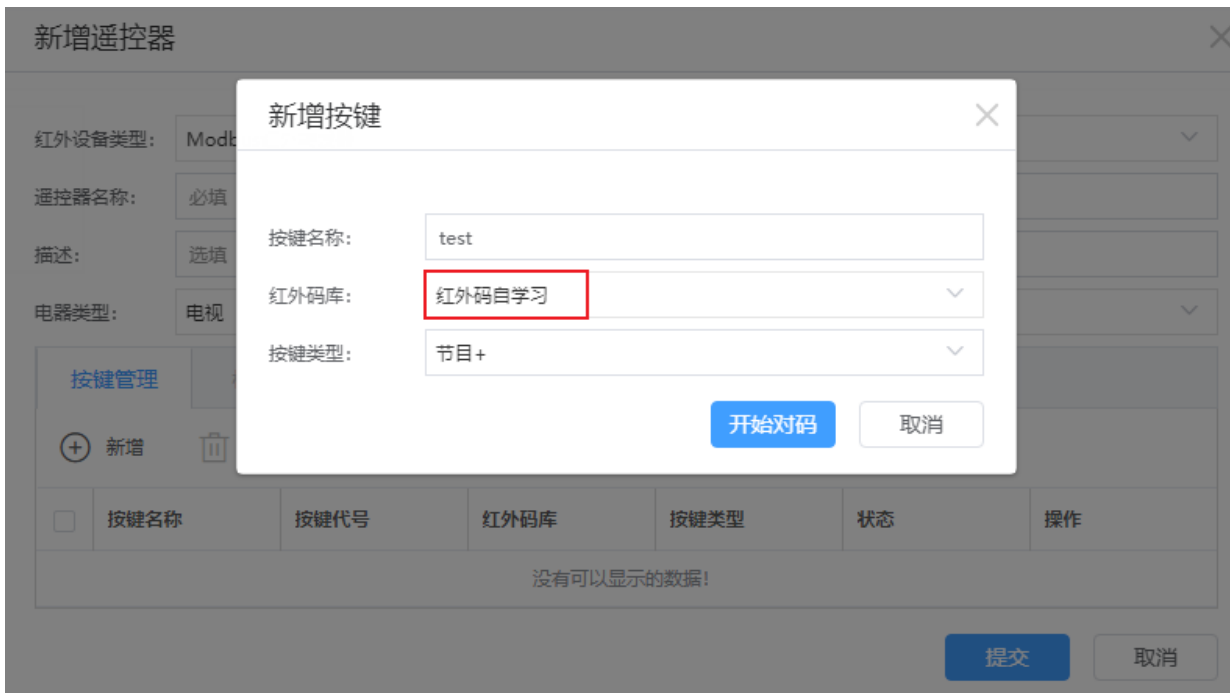 新增遥控器
新增按键
红外设备类型:
Modb
遥控器名称:
必填
按键名称:
test
描述:
选填
红外码库:
红外码自学习
电器类型:
电视
按键类型:
节目+
按键管理
开始对码
取消
新增
按键名称 按键代号 红外码库 按键类型 状态 操作
没有可以显示的数据!
提交
取消